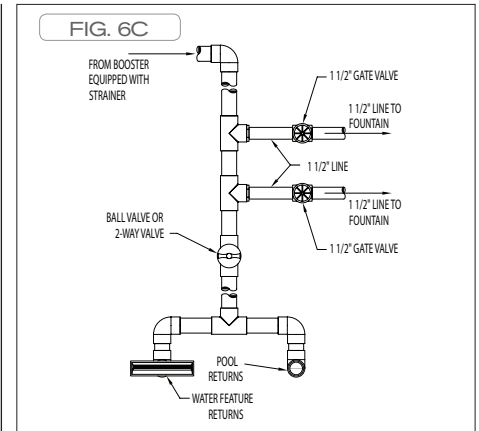 FIG. 6C
FROM BOOSTER
EQUIPPED WITH
STRAINER
1 1/2" GATE VALVE
1 1/2" LINE TO
FOUNTAIN
1 1/2" LINE
1 1/2" LINE TO
FOUNTAIN
BALL VALVE OR
2-WAY VALVE
1 1/2" GATE VALVE
POOL
RETURNS
WATER FEATURE
RETURNS